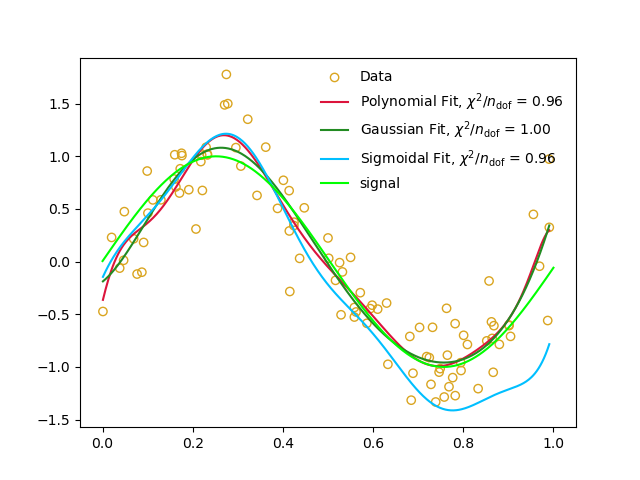 Data
Polynomial Fit, χ²/n_dof = 0.96
Gaussian Fit, χ²/n_dof = 1.00
Sigmoidal Fit, χ²/n_dof = 0.96
signal
1.5
1.0
0.5
0.0
−0.5
−1.0
−1.5
0.0 0.2 0.4 0.6 0.8 1.0